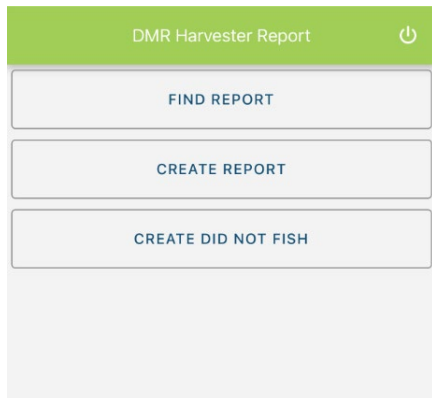 DMR Harvester Report
FIND REPORT
CREATE REPORT
CREATE DID NOT FISH